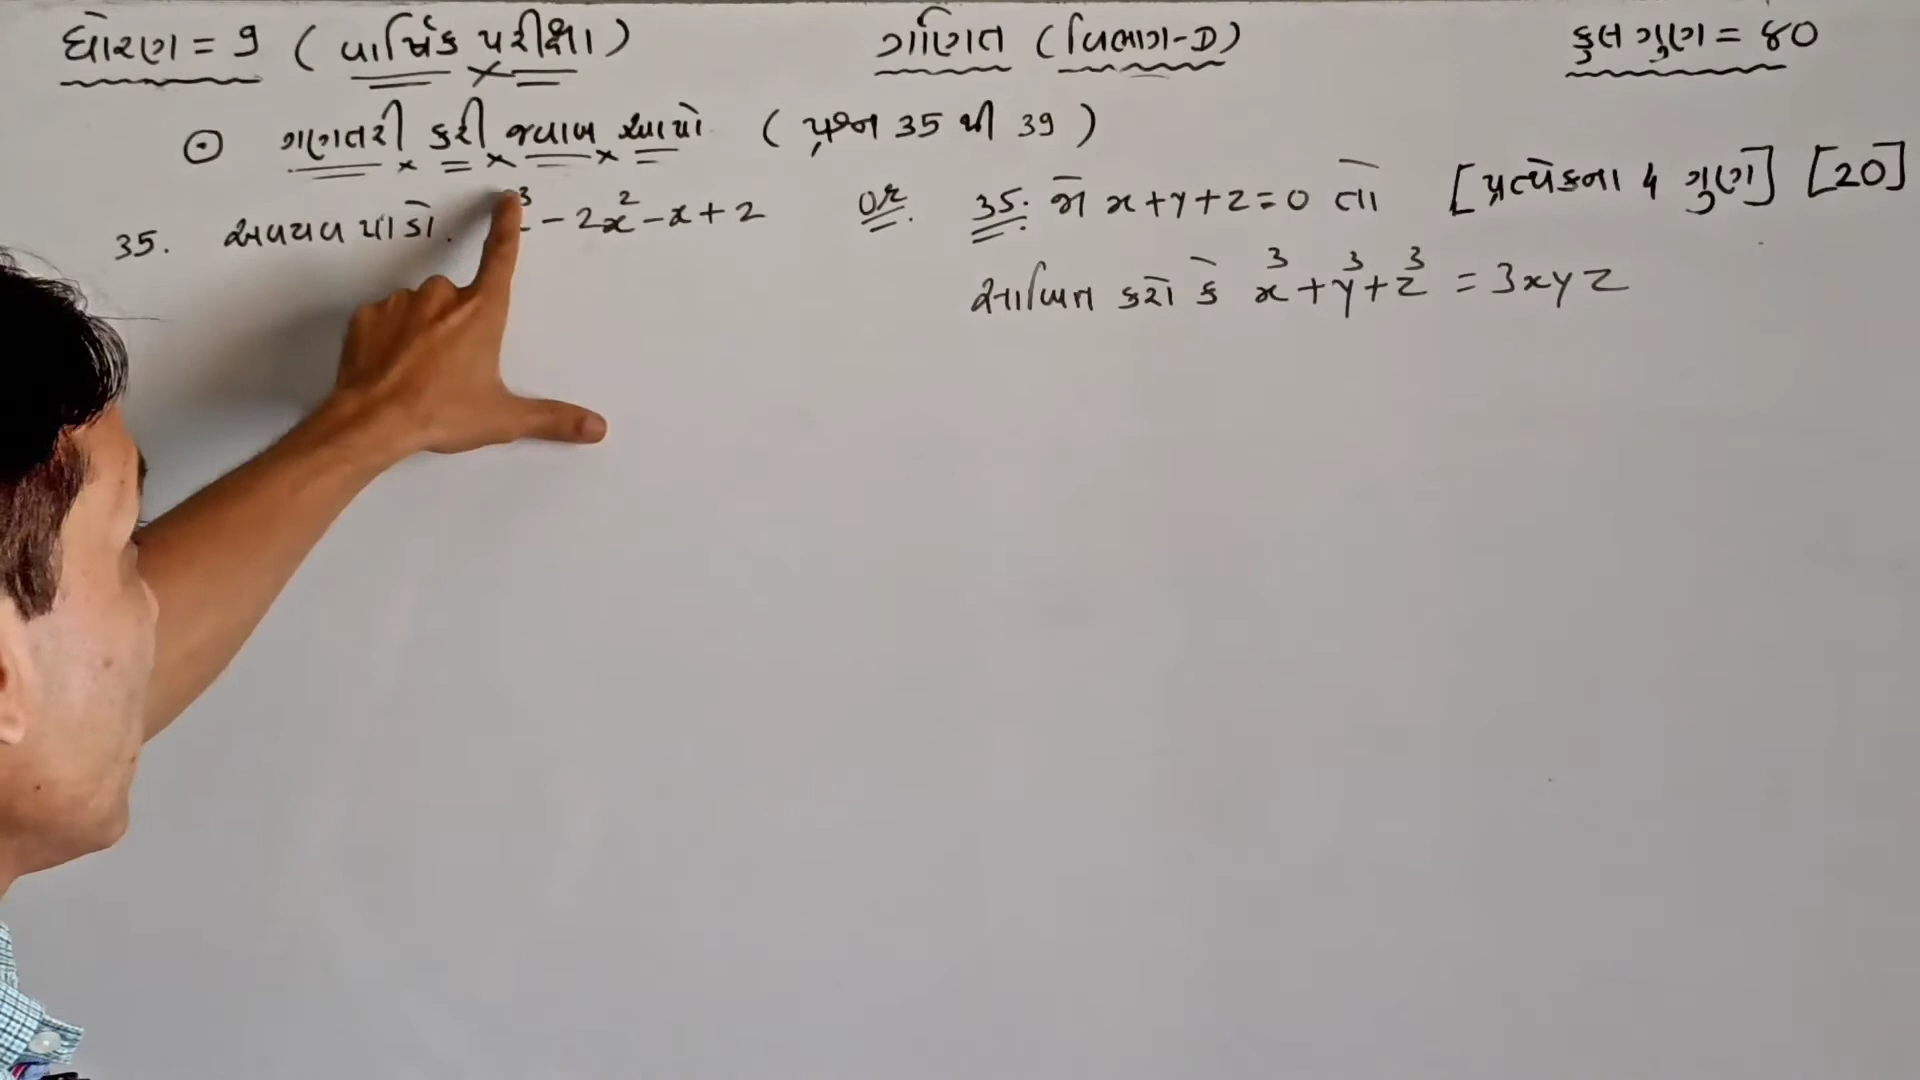 ધોરણ = 9 ( વાર્ષિક પરીક્ષા ) ગણિત ( વિભાગ-D ) કુલ ગુણ = 80
⊙ ગણતરી કરી જવાબ આપો ( પ્રશ્ન 35 થી 39 )
[પ્રત્યેકના 4 ગુણ] [20]
35. અવયવ પાડો. ³ - 2x² - x + 2 OR 35. જો x+y+z=0 તો
સાબિત કરો કે x³+y³+z³ = 3xyz